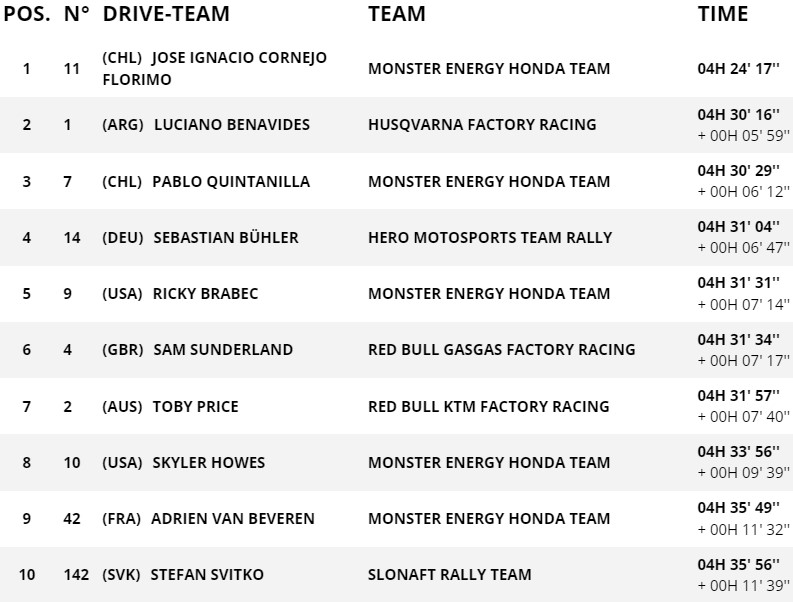 POS. N° DRIVE-TEAM TEAM TIME
1 11 (CHL) JOSE IGNACIO CORNEJO FLORIMO MONSTER ENERGY HONDA TEAM 04H 24' 17''
2 1 (ARG) LUCIANO BENAVIDES HUSQVARNA FACTORY RACING 04H 30' 16''
+ 00H 05' 59''
3 7 (CHL) PABLO QUINTANILLA MONSTER ENERGY HONDA TEAM 04H 30' 29''
+ 00H 06' 12''
4 14 (DEU) SEBASTIAN BÜHLER HERO MOTOSPORTS TEAM RALLY 04H 31' 04''
+ 00H 06' 47''
5 9 (USA) RICKY BRABEC MONSTER ENERGY HONDA TEAM 04H 31' 31''
+ 00H 07' 14''
6 4 (GBR) SAM SUNDERLAND RED BULL GASGAS FACTORY RACING 04H 31' 34''
+ 00H 07' 17''
7 2 (AUS) TOBY PRICE RED BULL KTM FACTORY RACING 04H 31' 57''
+ 00H 07' 40''
8 10 (USA) SKYLER HOWES MONSTER ENERGY HONDA TEAM 04H 33' 56''
+ 00H 09' 39''
9 42 (FRA) ADRIEN VAN BEVEREN MONSTER ENERGY HONDA TEAM 04H 35' 49''
+ 00H 11' 32''
10 142 (SVK) STEFAN SVITKO SLONAFT RALLY TEAM 04H 35' 56''
+ 00H 11' 39''